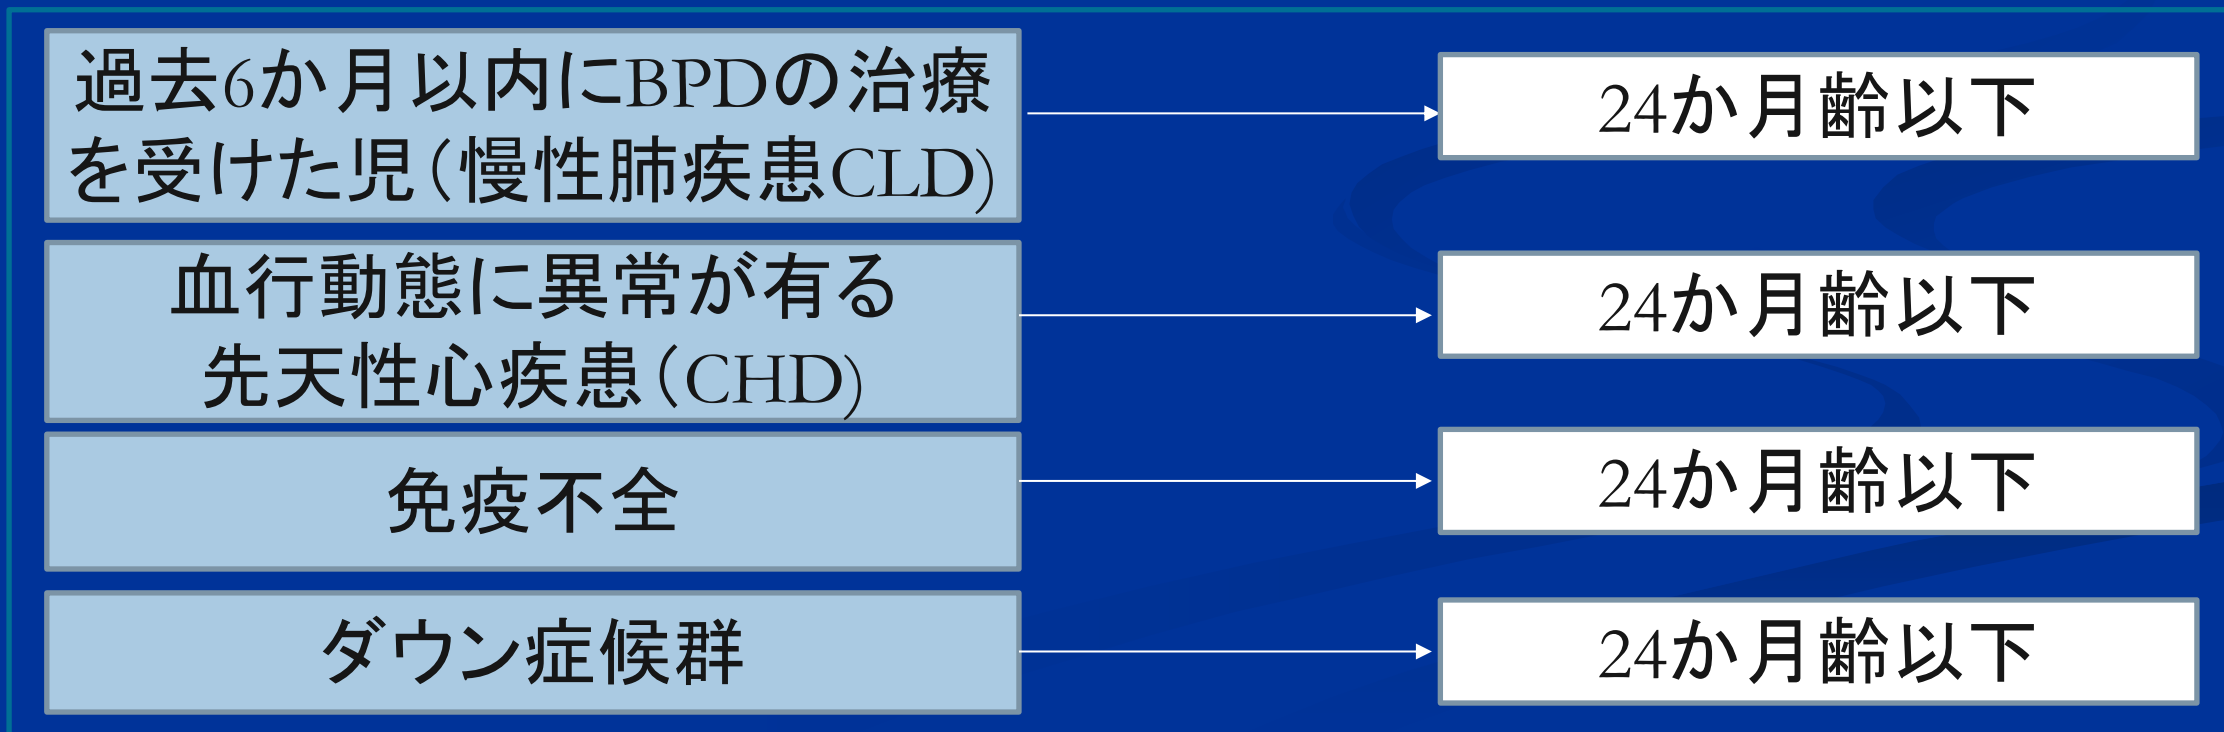 過去6か月以内にBPDの治療
を受けた児（慢性肺疾患CLD)
24か月齢以下
血行動態に異常が有る
先天性心疾患（CHD)
24か月齢以下
免疫不全
24か月齢以下
ダウン症候群
24か月齢以下